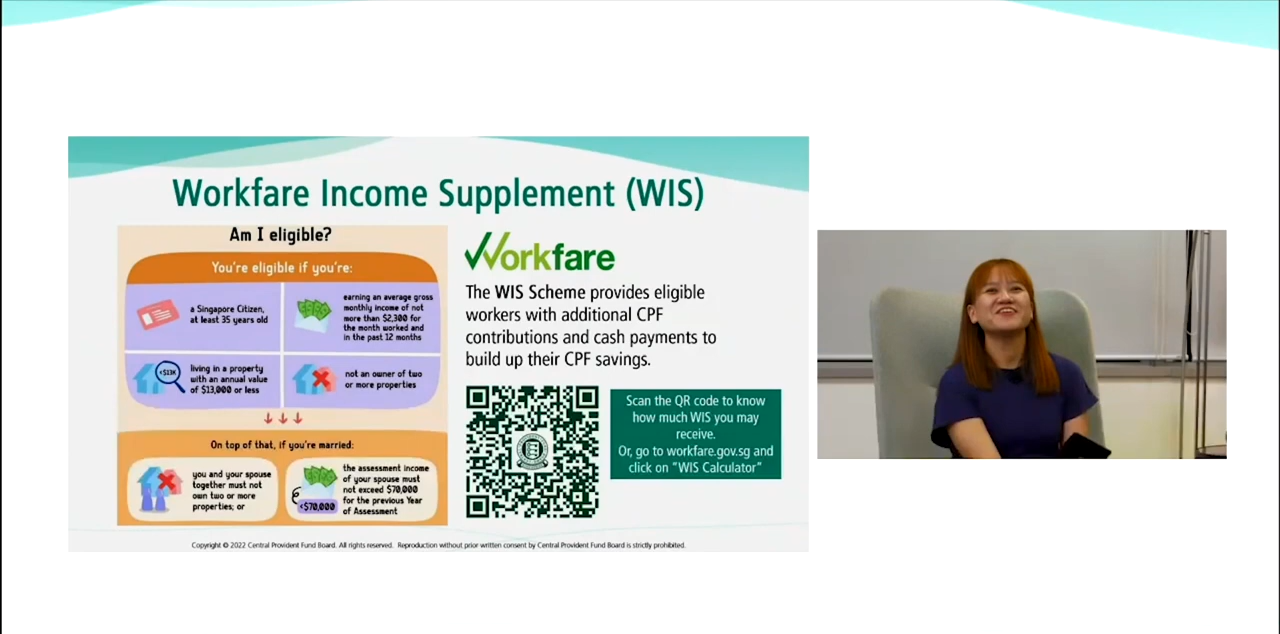 Workfare Income Supplement (WIS)
Am I eligible?
You're eligible if you're:
a Singapore Citizen,
at least 35 years old
earning an average gross
monthly income of not
more than $2,300 for
the month worked and
in the past 12 months
<$13K
living in a property
with an annual value
of $13,000 or less
not an owner of two
or more properties
On top of that, if you're married:
you and your spouse
together must not
own two or more
properties; or
<$70,000
the assessment income
of your spouse must
not exceed $70,000
for the previous Year
of Assessment
Workfare
The WIS Scheme provides eligible
workers with additional CPF
contributions and cash payments to
build up their CPF savings.
Scan the QR code to know
how much WIS you may
receive.
Or, go to workfare.gov.sg and
click on "WIS Calculator"
Copyright © 2022 Central Provident Fund Board. All rights reserved. Reproduction without prior written consent by Central Provident Fund Board is strictly prohibited.